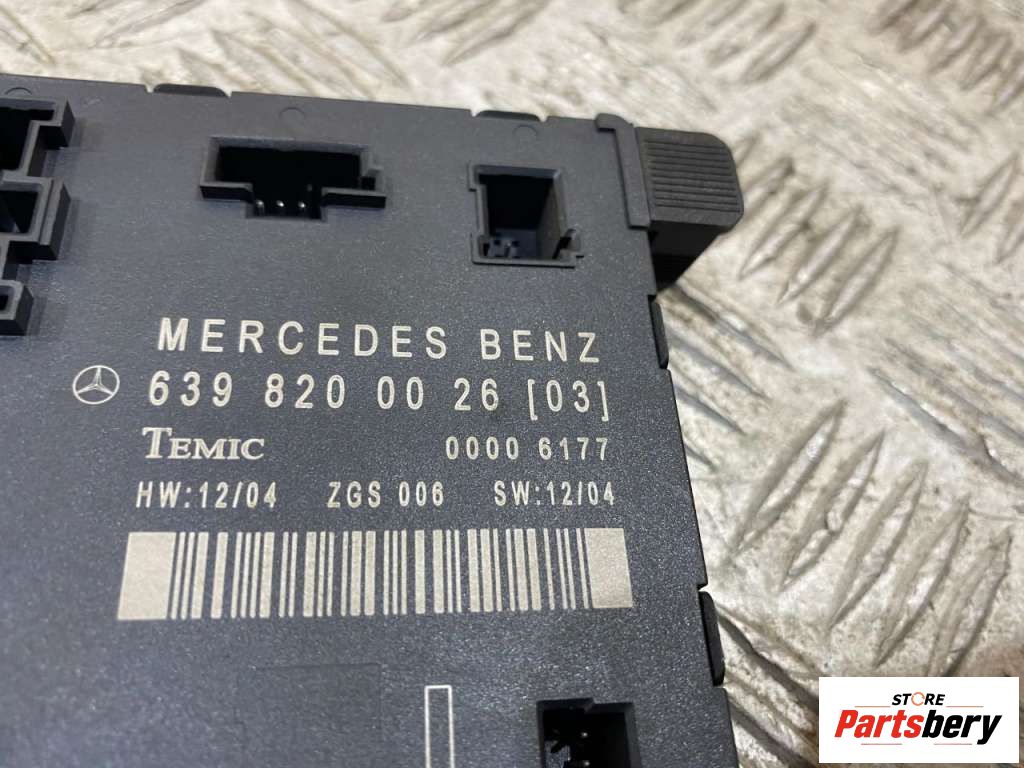 MERCEDES BENZ
639 820 00 26 [03]
TEMIC 0000 6177
HW:12/04 ZGS 006 SW:12/04
STORE
Partsbery